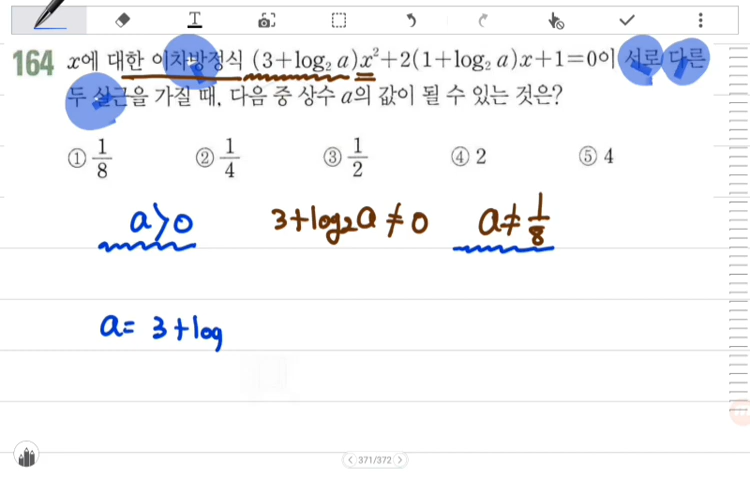 164 x에 대한 이차방정식 (3+log₂ a)x²+2(1+log₂ a)x+1=0이 서로 다른
두 실근을 가질 때, 다음 중 상수 a의 값이 될 수 있는 것은?
① 1/8 ② 1/4 ③ 1/2 ④ 2 ⑤ 4
a>0 3+log₂a≠0 a≠1/8
a= 3+log
371/372